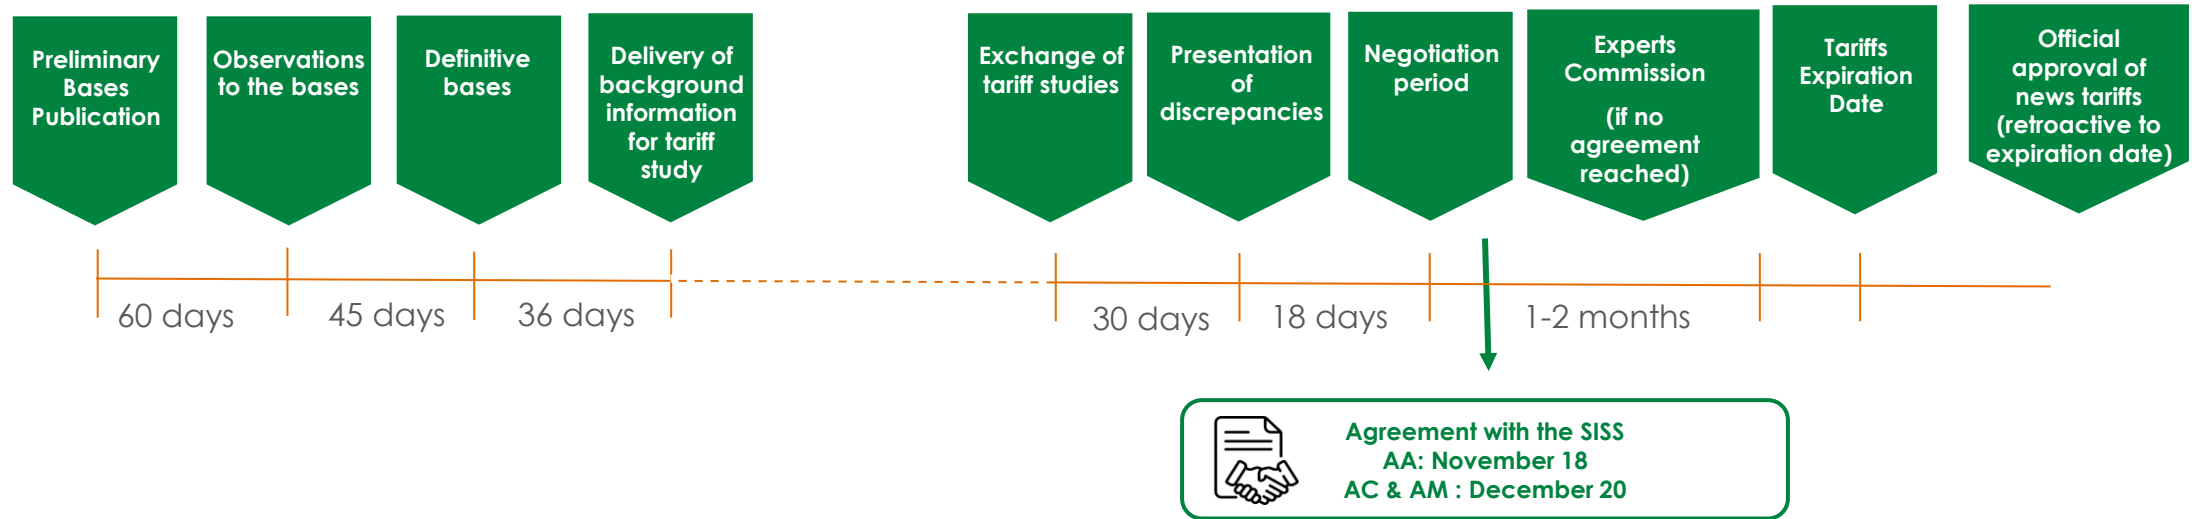 Preliminary
Bases
Publication
Observations
to the bases
Definitive
bases
Delivery of
background
information
for tariff
study
Exchange of
tariff studies
Presentation
of
discrepancies
Negotiation
period
Experts
Commission
(if no
agreement
reached)
Tariffs
Expiration
Date
Official
approval of
news tariffs
(retroactive to
expiration date)
60 days
45 days
36 days
30 days
18 days
1-2 months
Agreement with the SISS
AA: November 18
AC & AM : December 20